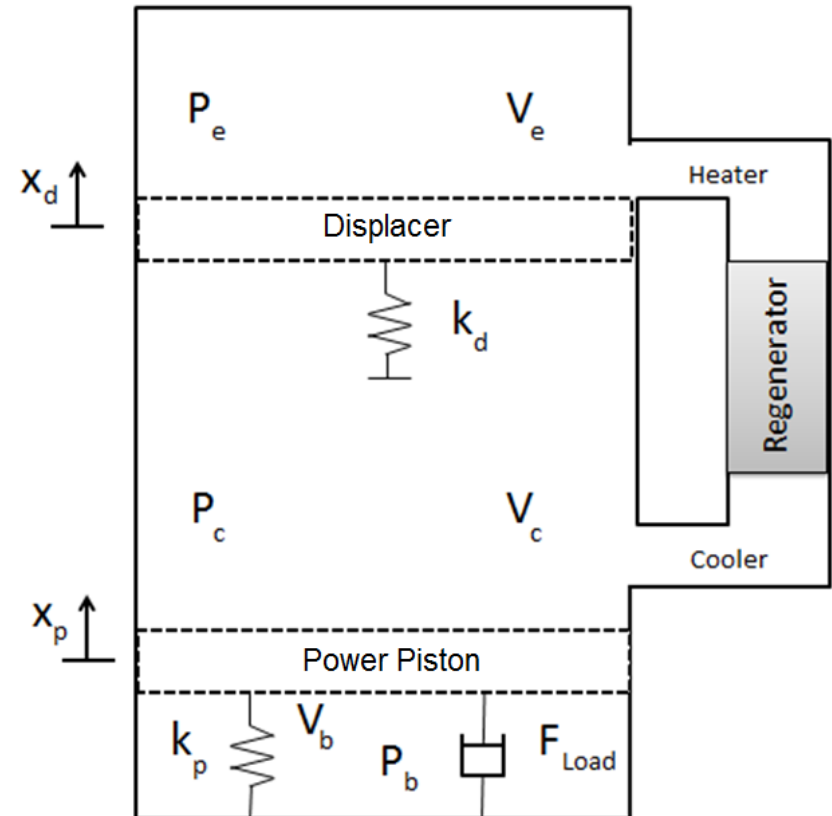 Pe Ve
Heater
xd
Displacer
kd
Regenerator
Pc Vc
Cooler
xp
Power Piston
kp Vb Pb FLoad